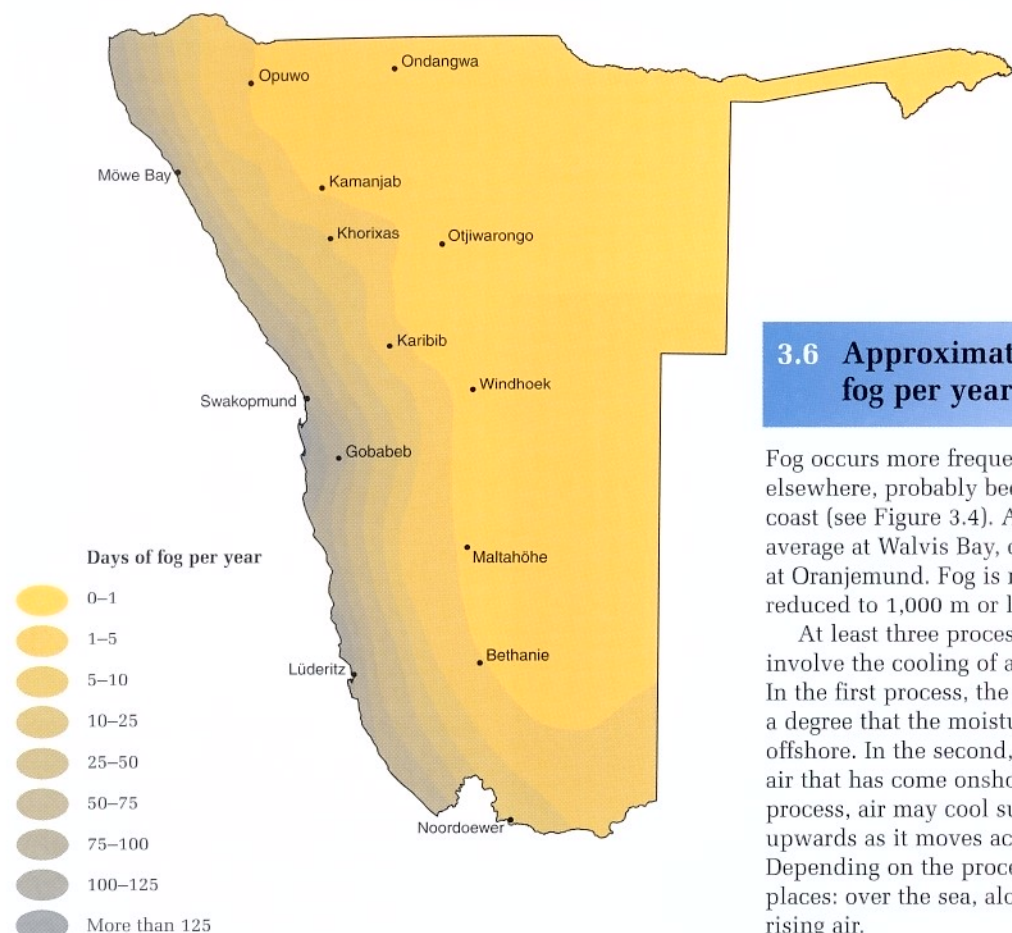 Opuwo
Ondangwa
Möwe Bay
Kamanjab
Khorixas
Otjiwarongo
Karibib
Windhoek
Swakopmund
Gobabeb
Maltahöhe
Bethanie
Lüderitz
Noordoewer
Days of fog per year
0–1
1–5
5–10
10–25
25–50
50–75
75–100
100–125
More than 125
3.6 Approximat
fog per year
Fog occurs more freque
elsewhere, probably bec
coast (see Figure 3.4). A
average at Walvis Bay, c
at Oranjemund. Fog is r
reduced to 1,000 m or l
At least three proces
involve the cooling of a
In the first process, the
a degree that the moistu
offshore. In the second,
air that has come onsho
process, air may cool su
upwards as it moves ac
Depending on the proce
places: over the sea, alo
rising air.